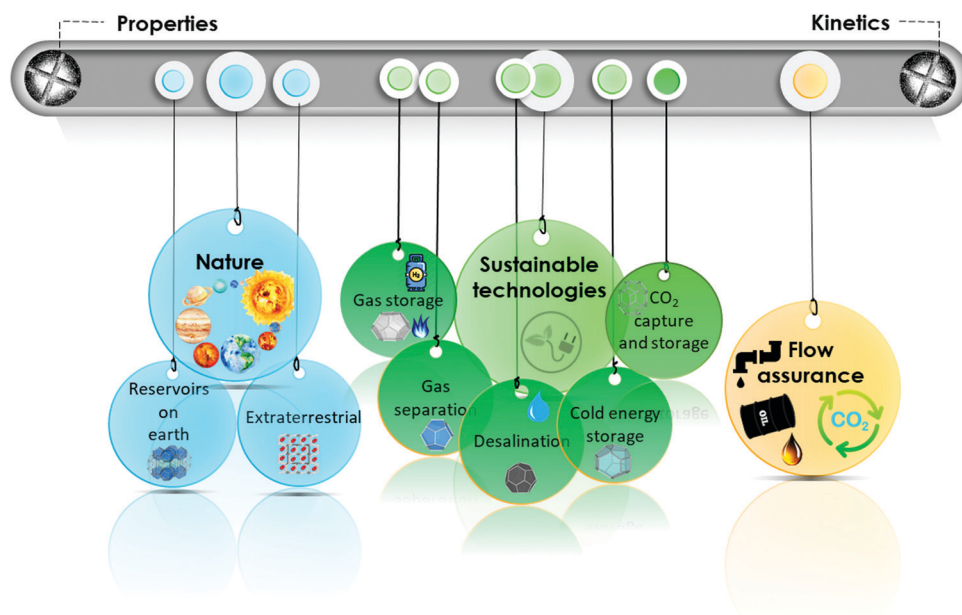 Properties
Kinetics
Nature
Reservoirs
on
earth
Extraterrestrial
Gas storage
H₂
Gas
separation
Sustainable
technologies
Desalination
Cold energy
storage
CO₂
capture
and storage
Flow
assurance
OIL
CO₂